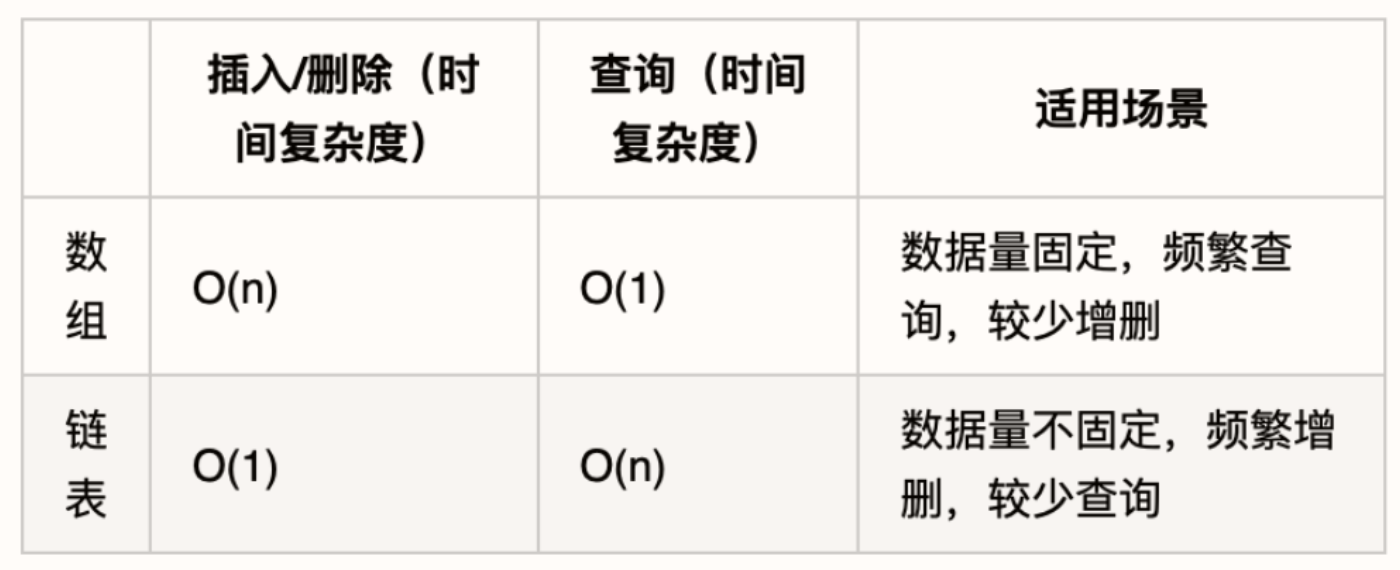 插入/删除（时
间复杂度）
查询（时间
复杂度）
适用场景
数
组
O(n)
O(1)
数据量固定，频繁查
询，较少增删
链
表
O(1)
O(n)
数据量不固定，频繁增
删，较少查询